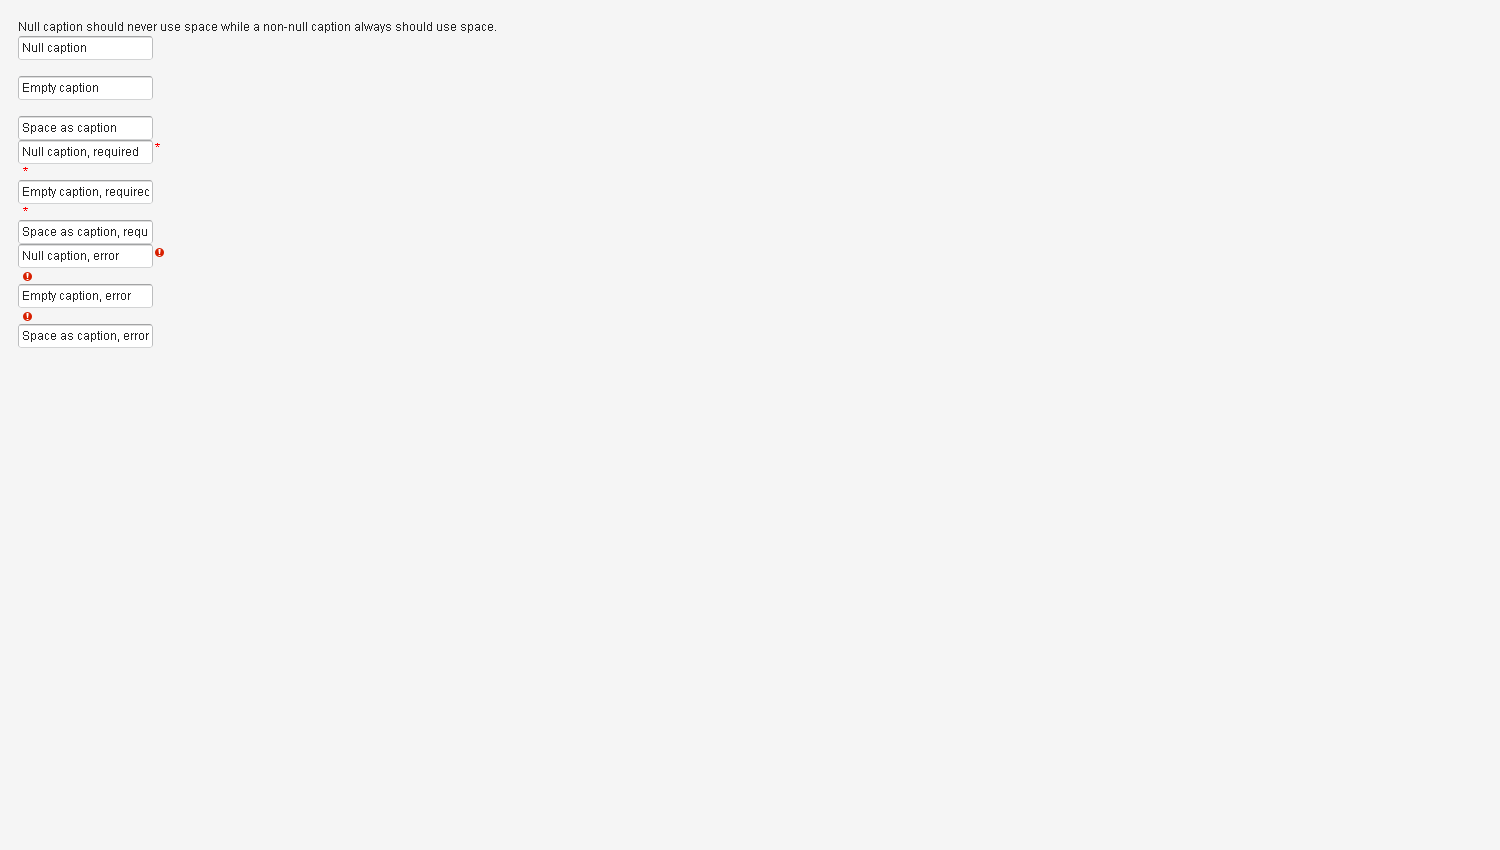 Null caption should never use space while a non-null caption always should use space.
Null caption
Empty caption
Space as caption
Null caption, required *
*
Empty caption, required
*
Space as caption, requ
Null caption, error
Empty caption, error
Space as caption, error